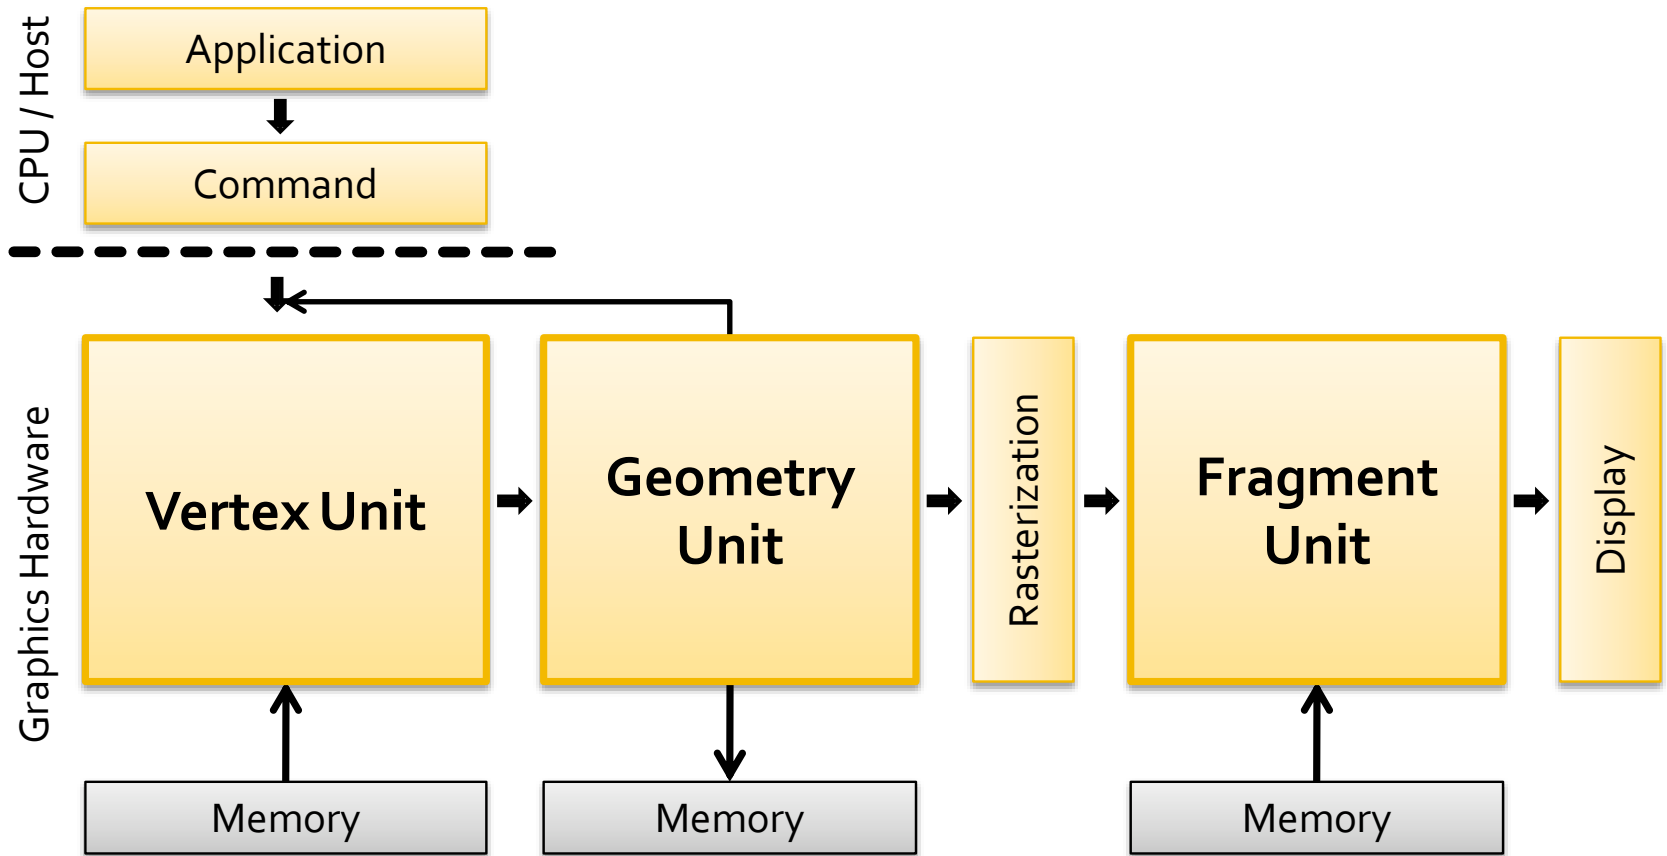 CPU / Host
Application
Command
Graphics Hardware
Vertex Unit
Geometry
Unit
Rasterization
Fragment
Unit
Display
Memory
Memory
Memory